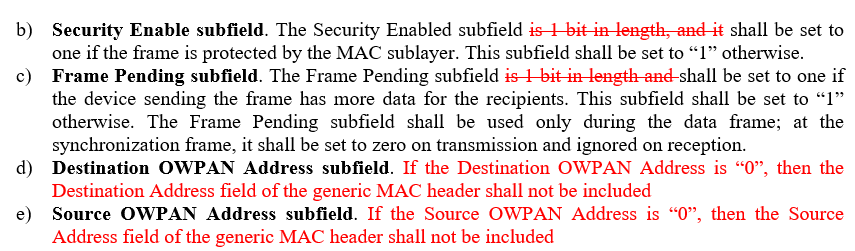 b) Security Enable subfield. The Security Enabled subfield is 1 bit in length, and it shall be set to
one if the frame is protected by the MAC sublayer. This subfield shall be set to “1” otherwise.
c) Frame Pending subfield. The Frame Pending subfield is 1 bit in length and shall be set to one if
the device sending the frame has more data for the recipients. This subfield shall be set to “1”
otherwise. The Frame Pending subfield shall be used only during the data frame; at the
synchronization frame, it shall be set to zero on transmission and ignored on reception.
d) Destination OWPAN Address subfield. If the Destination OWPAN Address is “0”, then the
Destination Address field of the generic MAC header shall not be included
e) Source OWPAN Address subfield. If the Source OWPAN Address is “0”, then the Source
Address field of the generic MAC header shall not be included